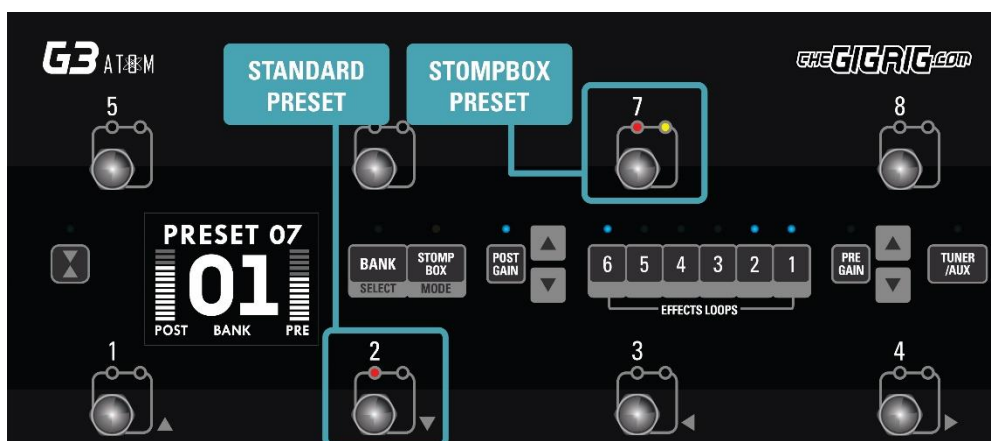 G3 ATOM
STANDARD
PRESET
STOMPBOX
PRESET
THEGIGRIG.COM
5
7
8
PRESET 07
01
POST BANK PRE
BANK
SELECT
STOMP
BOX
MODE
POST
GAIN
6 5 4 3 2 1
EFFECTS LOOPS
PRE
GAIN
TUNER
/AUX
1
2
3
4